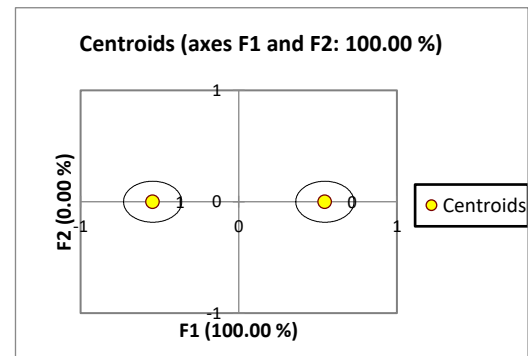 Centroids (axes F1 and F2: 100.00 %)
1
F2 (0.00 %)
1
0
0
-1
0
1
-1
F1 (100.00 %)
Centroids